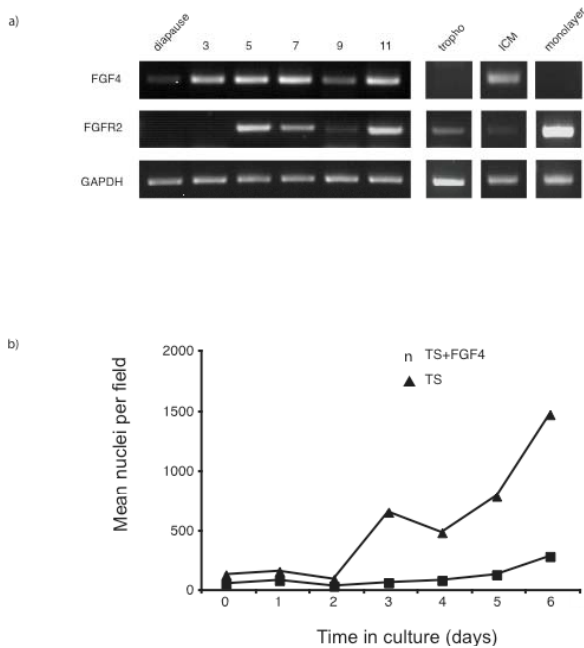 a)
diapause 3 5 7 9 11 tropho ICM monolayer
FGF4
FGFR2
GAPDH
b)
2000
1500
1000
500
0
Mean nuclei per field
n TS+FGF4
▲ TS
0 1 2 3 4 5 6
Time in culture (days)